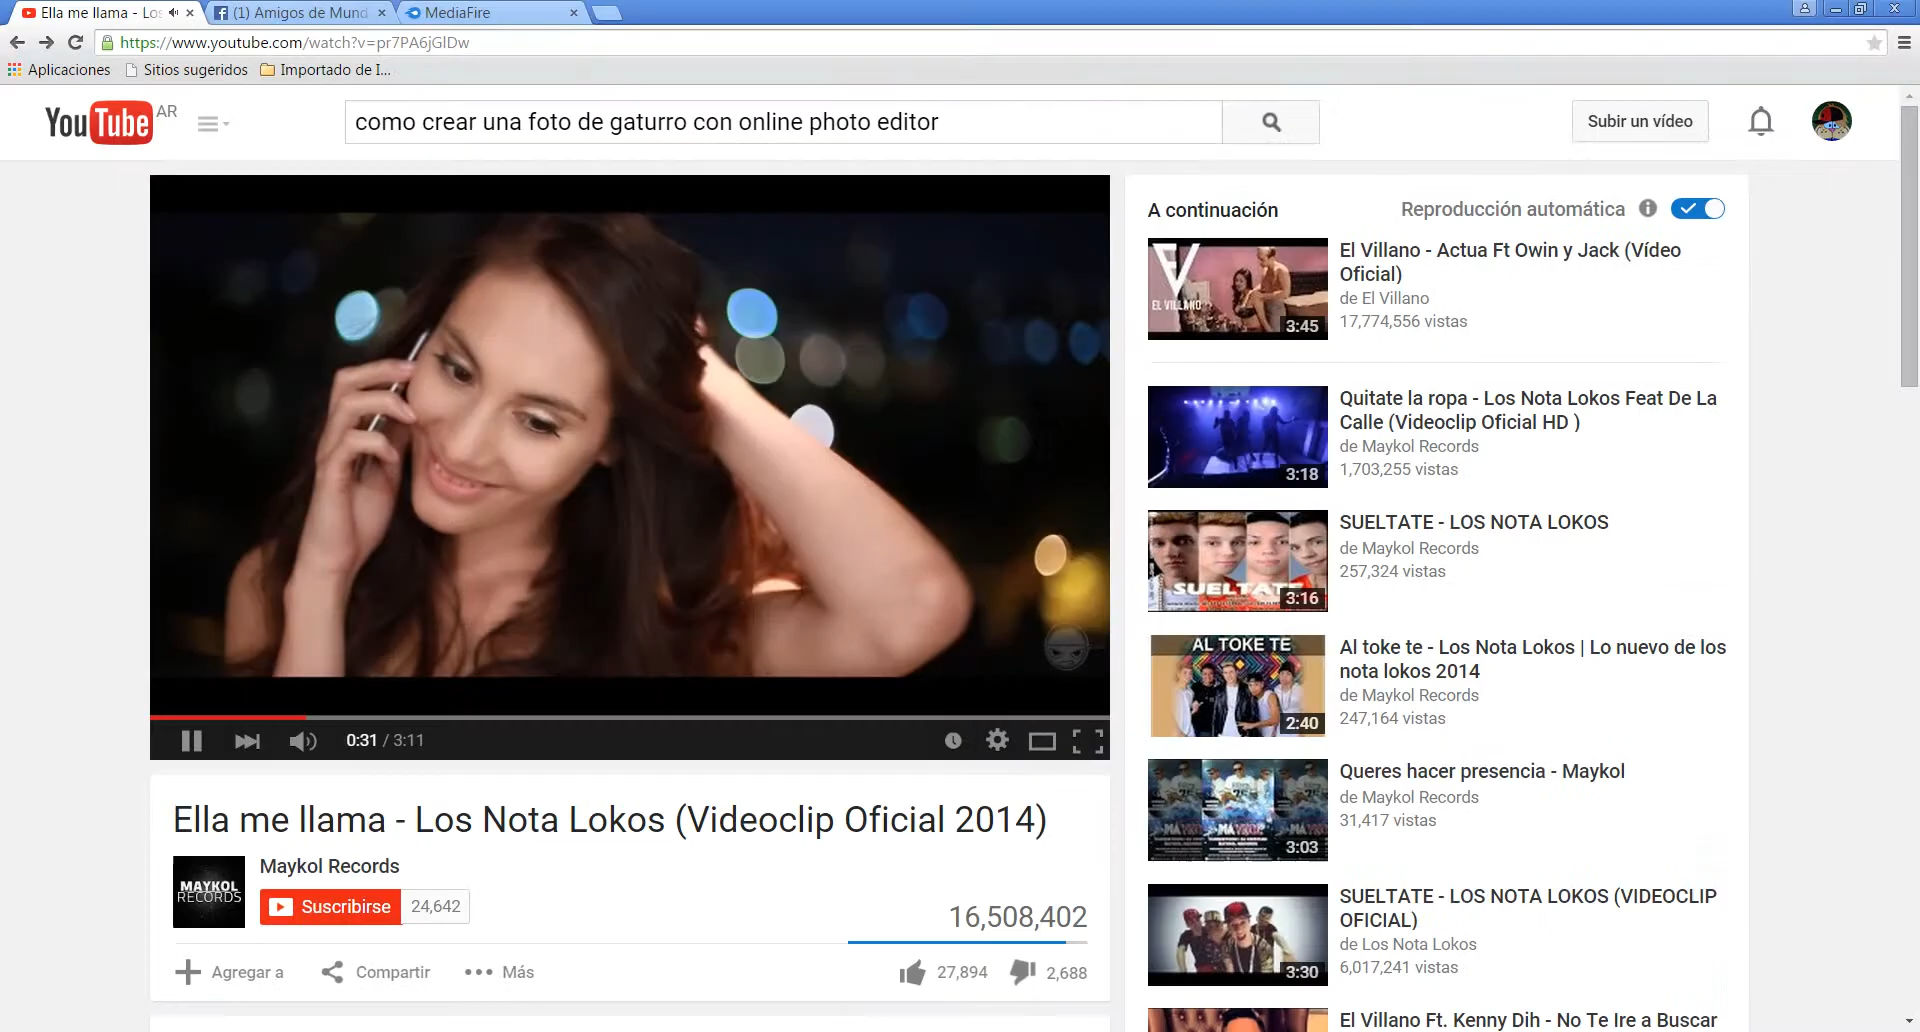 Ella me llama - Los
(1) Amigos de Mund
MediaFire
https://www.youtube.com/watch?v=pr7PA6jGlDw
Aplicaciones
Sitios sugeridos
Importado de I...
YouTube AR
como crear una foto de gaturro con online photo editor
Subir un vídeo
0:31 / 3:11
Ella me llama - Los Nota Lokos (Videoclip Oficial 2014)
MAYKOL
RECORDS
Maykol Records
Suscribirse 24,642
16,508,402
Agregar a
Compartir
Más
27,894
2,688
A continuación
Reproducción automática
EL VILLANO
3:45
El Villano - Actua Ft Owin y Jack (Vídeo
Oficial)
de El Villano
17,774,556 vistas
3:18
Quitate la ropa - Los Nota Lokos Feat De La
Calle (Videoclip Oficial HD )
de Maykol Records
1,703,255 vistas
SUELTATE
3:16
SUELTATE - LOS NOTA LOKOS
de Maykol Records
257,324 vistas
AL TOKE TE
2:40
Al toke te - Los Nota Lokos | Lo nuevo de los
nota lokos 2014
de Maykol Records
247,164 vistas
3:03
Queres hacer presencia - Maykol
de Maykol Records
31,417 vistas
3:30
SUELTATE - LOS NOTA LOKOS (VIDEOCLIP
OFICIAL)
de Los Nota Lokos
6,017,241 vistas
El Villano Ft. Kenny Dih - No Te Ire a Buscar